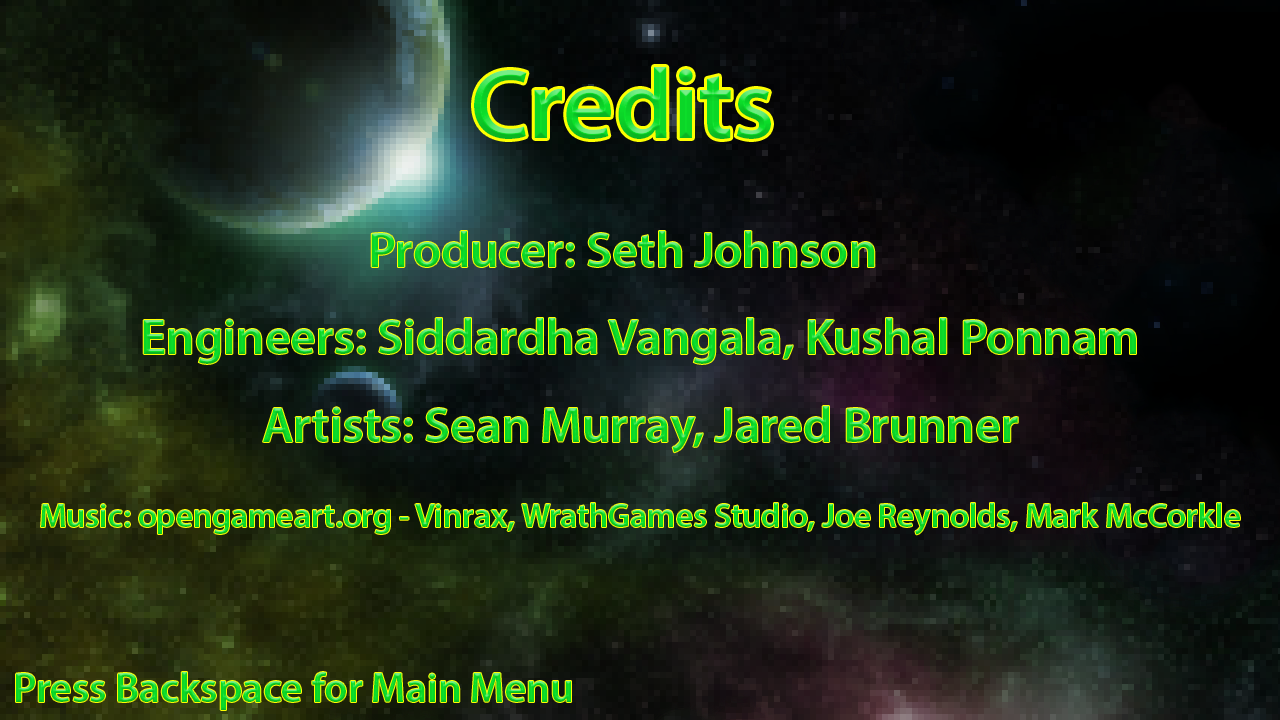 Credits
Producer: Seth Johnson
Engineers: Siddardha Vangala, Kushal Ponnam
Artists: Sean Murray, Jared Brunner
Music: opengameart.org - Vinrax, WrathGames Studio, Joe Reynolds, Mark McCorkle
Press Backspace for Main Menu